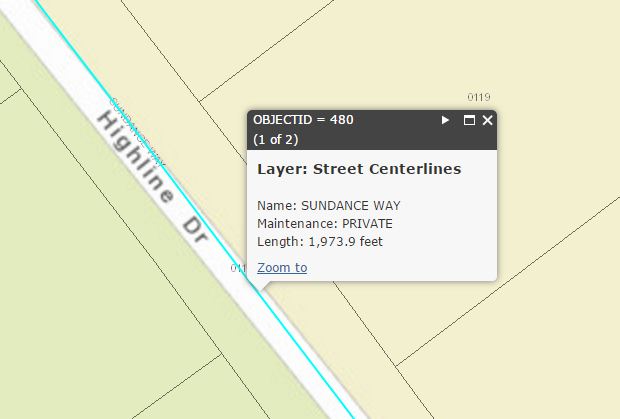 SUNDANCE WAY
Highline Dr
0119
011
OBJECTID = 480
(1 of 2)
Layer: Street Centerlines
Name: SUNDANCE WAY
Maintenance: PRIVATE
Length: 1,973.9 feet
Zoom to